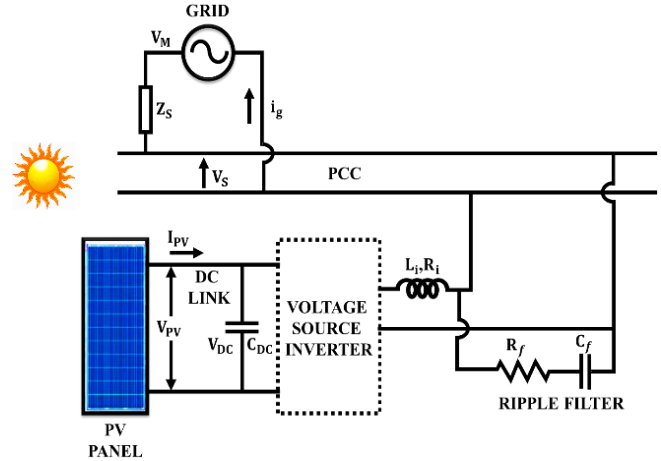 GRID
V_M
Z_S
i_g
V_S
PCC
I_PV
DC
LINK
V_PV
V_DC
C_DC
VOLTAGE
SOURCE
INVERTER
L_i,R_i
R_f
C_f
RIPPLE FILTER
PV
PANEL